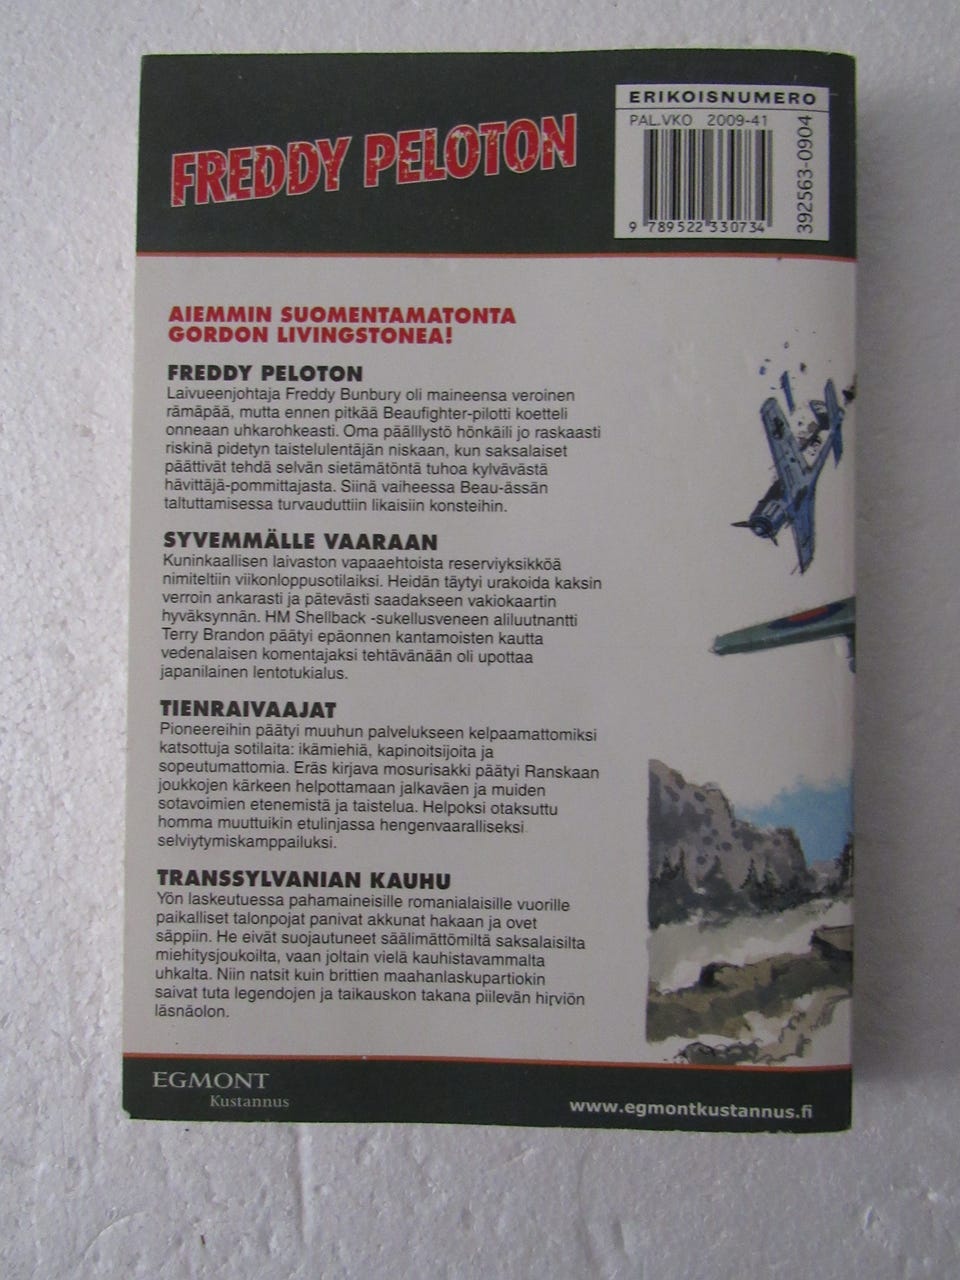 FREDDY PELOTON
ERIKOISNUMERO
PAL.VKO 2009-41
9 789522 330734
392563-0904
AIEMMIN SUOMENTAMATONTA
GORDON LIVINGSTONEA!
FREDDY PELOTON
Laivueenjohtaja Freddy Bunbury oli maineensa veroinen
rämäpää, mutta ennen pitkää Beaufighter-pilotti koetteli
onneaan uhkarohkeasti. Oma päälllystö hönkäili jo raskaasti
riskinä pidetyn taistelulentäjän niskaan, kun saksalaiset
päättivät tehdä selvän sietämätöntä tuhoa kylvävästä
hävittäjä-pommittajasta. Siinä vaiheessa Beau-ässän
taltuttamisessa turvauduttiin likaisiin konsteihin.
SYVEMMÄLLE VAARAAN
Kuninkaallisen laivaston vapaaehtoista reserviyksikköä
nimiteltiin viikonloppusotilaiksi. Heidän täytyi urakoida kaksin
verroin ankarasti ja pätevästi saadakseen vakiokaartin
hyväksynnän. HM Shellback -sukellusveneen aliluutnantti
Terry Brandon päätyi epäonnen kantamoisten kautta
vedenalaisen komentajaksi tehtävänään oli upottaa
japanilainen lentotukialus.
TIENRAIVAAJAT
Pioneereihin päätyi muuhun palvelukseen kelpaamattomiksi
katsottuja sotilaita: ikämiehiä, kapinoitsijoita ja
sopeutumattomia. Eräs kirjava mosurisakki päätyi Ranskaan
joukkojen kärkeen helpottamaan jalkaväen ja muiden
sotavoimien etenemistä ja taistelua. Helpoksi otaksuttu
homma muuttuikin etulinjassa hengenvaaralliseksi
selviytymiskamppailuksi.
TRANSSYLVANIAN KAUHU
Yön laskeutuessa pahamaineisille romanialaisille vuorille
paikalliset talonpojat panivat akkunat hakaan ja ovet
säppiin. He eivät suojautuneet säälimättömiltä saksalaisilta
miehitysjoukoilta, vaan joltain vielä kauhistavammalta
uhkalta. Niin natsit kuin brittien maahanlaskupartiokin
saivat tuta legendojen ja taikauskon takana piilevän hirviön
läsnäolon.
EGMONT
Kustannus
www.egmontkustannus.fi